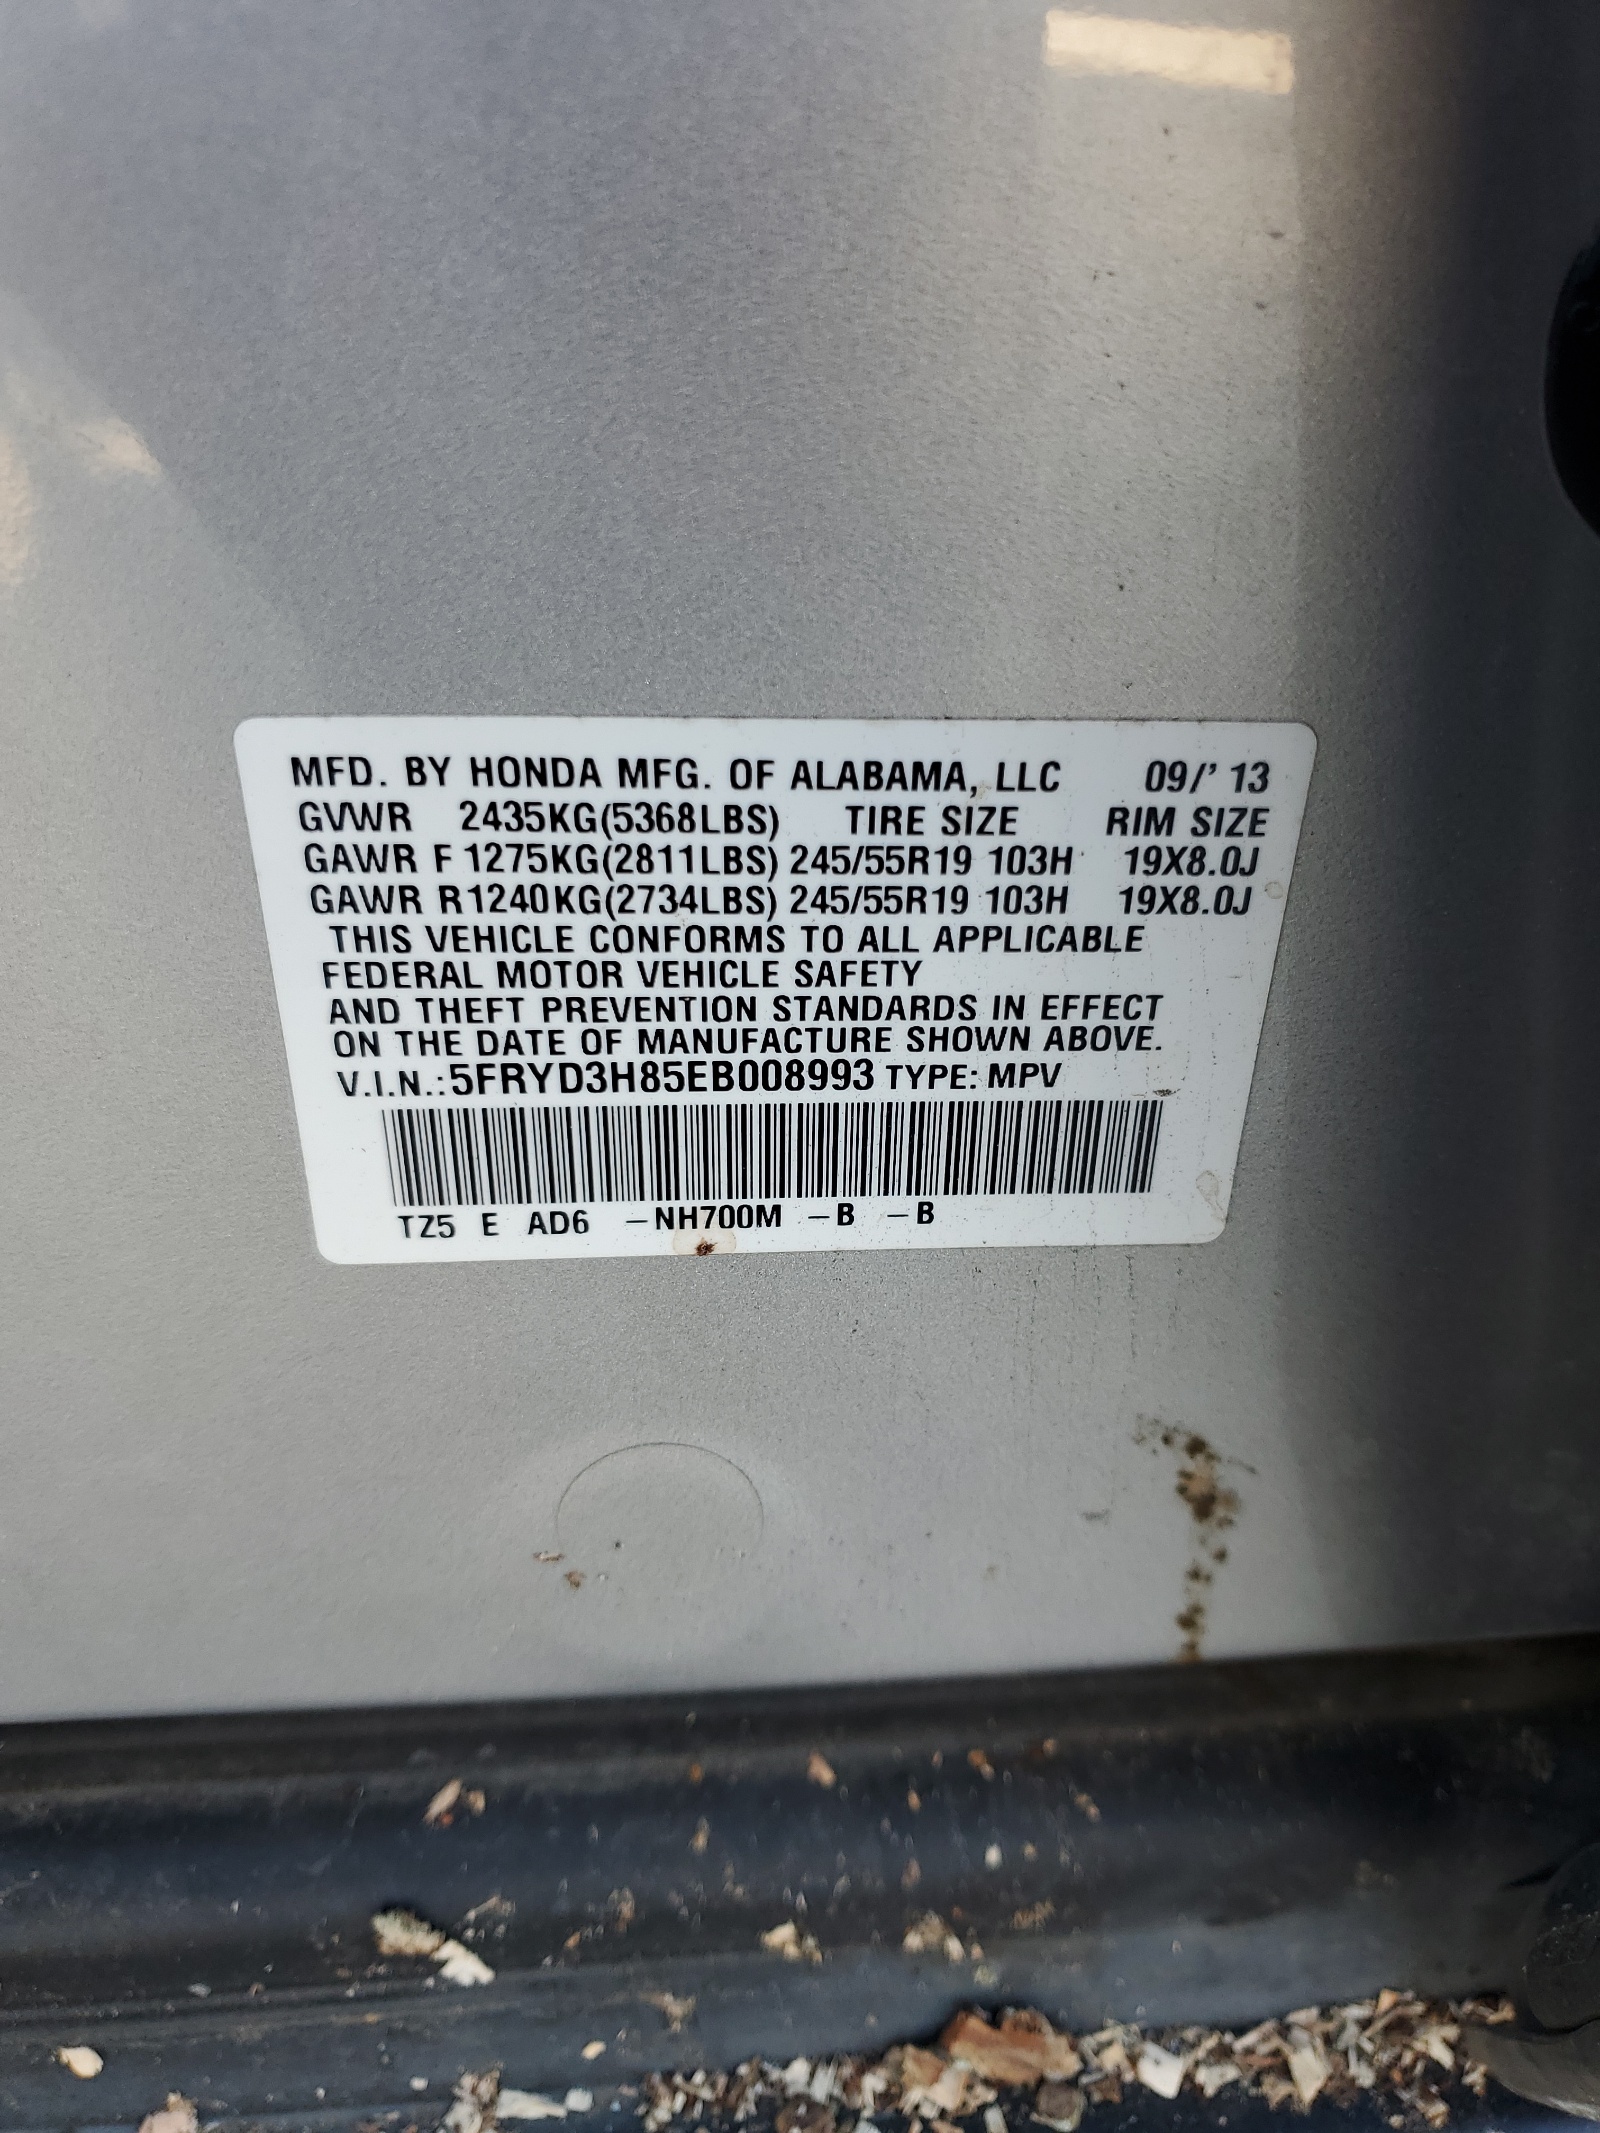 MFD. BY HONDA MFG. OF ALABAMA, LLC 09/' 13
GVWR 2435KG(5368LBS) TIRE SIZE RIM SIZE
GAWR F 1275KG(2811LBS) 245/55R19 103H 19X8.0J
GAWR R1240KG(2734LBS) 245/55R19 103H 19X8.0J
THIS VEHICLE CONFORMS TO ALL APPLICABLE
FEDERAL MOTOR VEHICLE SAFETY
AND THEFT PREVENTION STANDARDS IN EFFECT
ON THE DATE OF MANUFACTURE SHOWN ABOVE.
V.I.N.:5FRYD3H85EB008993 TYPE: MPV
TZ5 E AD6 –NH700M –B –B